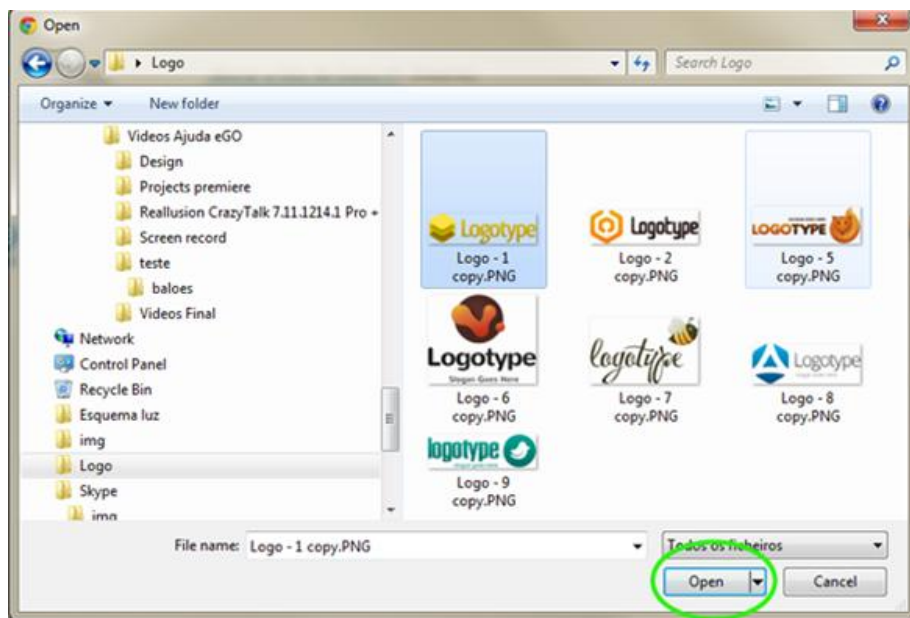 Open
Logo
Search Logo
Organize
New folder
Videos Ajuda eGO
Design
Projects premiere
Reallusion CrazyTalk 7.11.1214.1 Pro +
Screen record
teste
baloes
Videos Final
Network
Control Panel
Recycle Bin
Esquema luz
img
Logo
Skype
img
Logotype
Logo - 1
copy.PNG
Logotype
Logo - 2
copy.PNG
LOGOTYPE
Logo - 5
copy.PNG
Logotype
Slogan Goes Here
Logo - 6
copy.PNG
logotype
Logo - 7
copy.PNG
Logotype
Logo - 8
copy.PNG
logotype
Logo - 9
copy.PNG
File name:
Logo - 1 copy.PNG
Todos os ficheiros
Open
Cancel